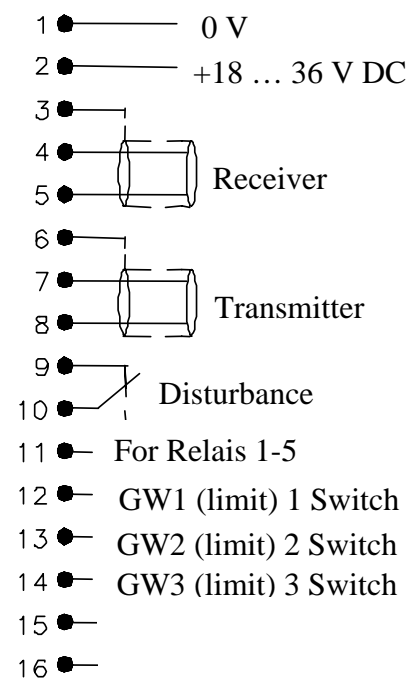 1 0 V
2 +18 … 36 V DC
3
4
5 Receiver
6
7
8 Transmitter
9
10 Disturbance
11 For Relais 1-5
12 GW1 (limit) 1 Switch
13 GW2 (limit) 2 Switch
14 GW3 (limit) 3 Switch
15
16